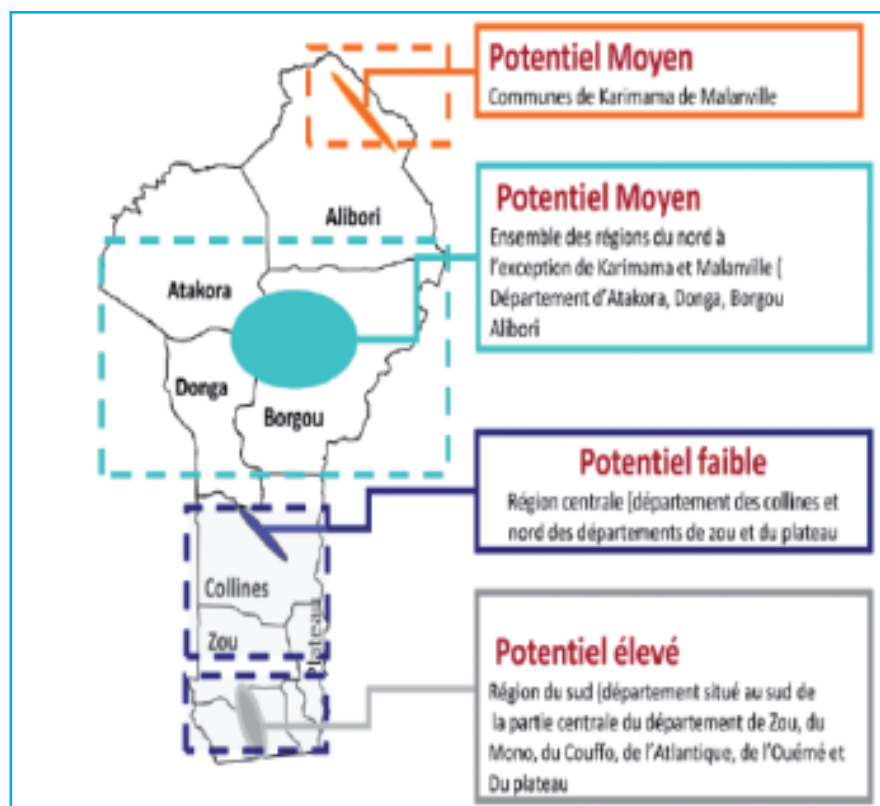 Potentiel Moyen
Communes de Karimama de Malanville
Potentiel Moyen
Ensemble des régions du nord à
l'exception de Karimama et Malanville (
Département d'Atakora, Donga, Borgou
Alibori
Potentiel faible
Région centrale (département des collines et
nord des départements de zou et du plateau
Potentiel élevé
Région du sud (département situé au sud de
la partie centrale du département de Zou, du
Mono, du Couffo, de l'Atlantique, de l'Ouémé et
Du plateau
Alibori
Atakora
Donga
Borgou
Collines
Zou
Plateau